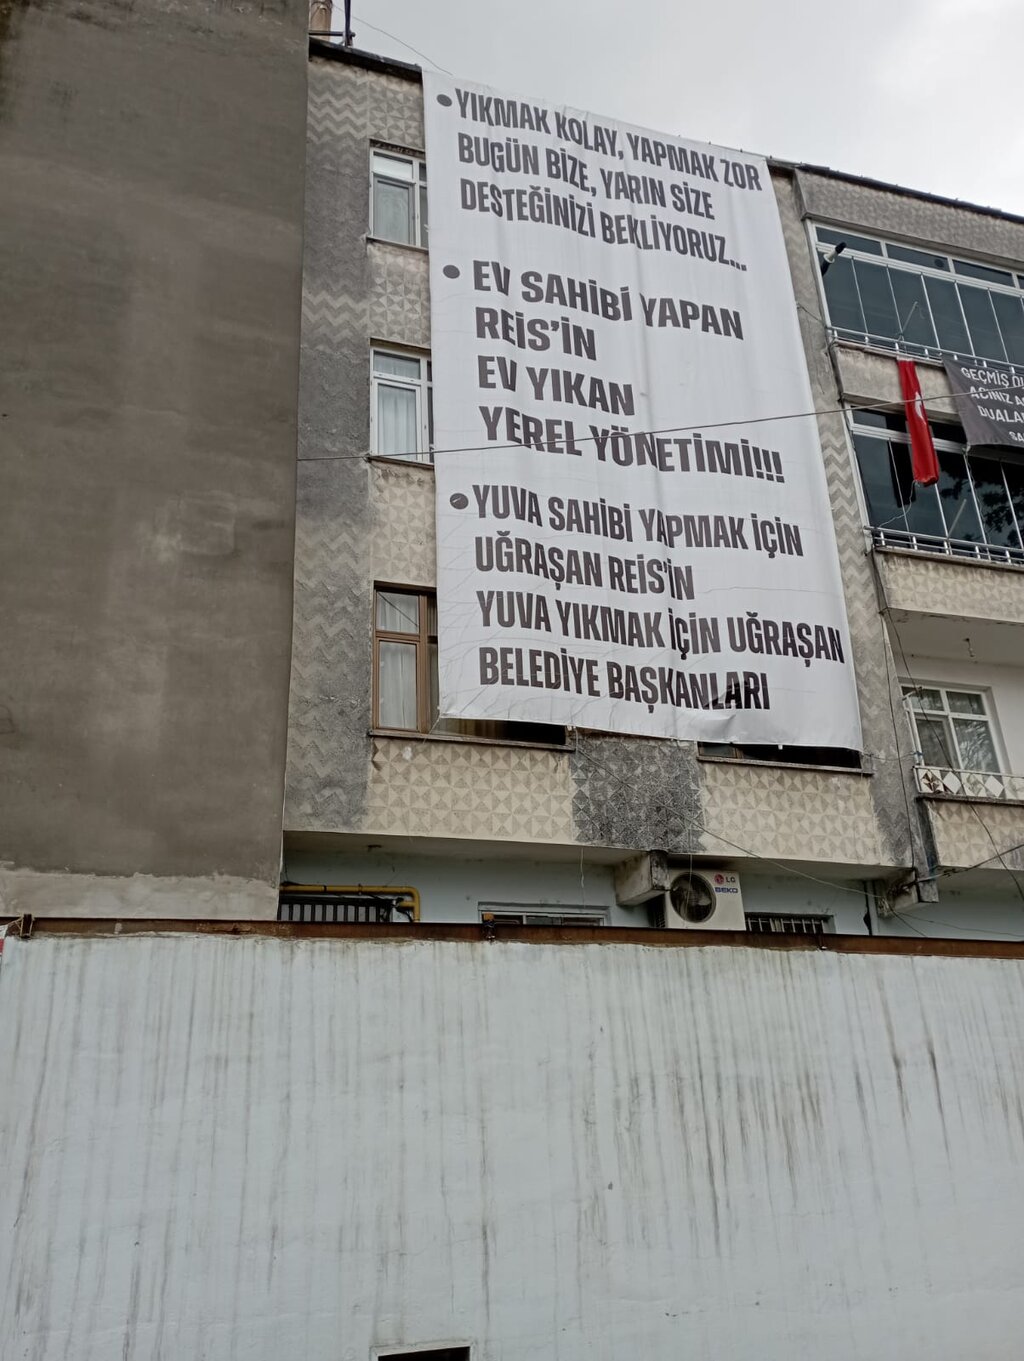 • YIKMAK KOLAY, YAPMAK ZOR
BUGÜN BİZE, YARIN SİZE
DESTEĞİNİZİ BEKLİYORUZ...
• EV SAHİBİ YAPAN
REİS'İN
EV YIKAN
YEREL YÖNETİMİ!!!
• YUVA SAHİBİ YAPMAK İÇİN
UĞRAŞAN REİS'İN
YUVA YIKMAK İÇİN UĞRAŞAN
BELEDİYE BAŞKANLARI
GEÇMİŞ
ACINIZ
LG
BEKO